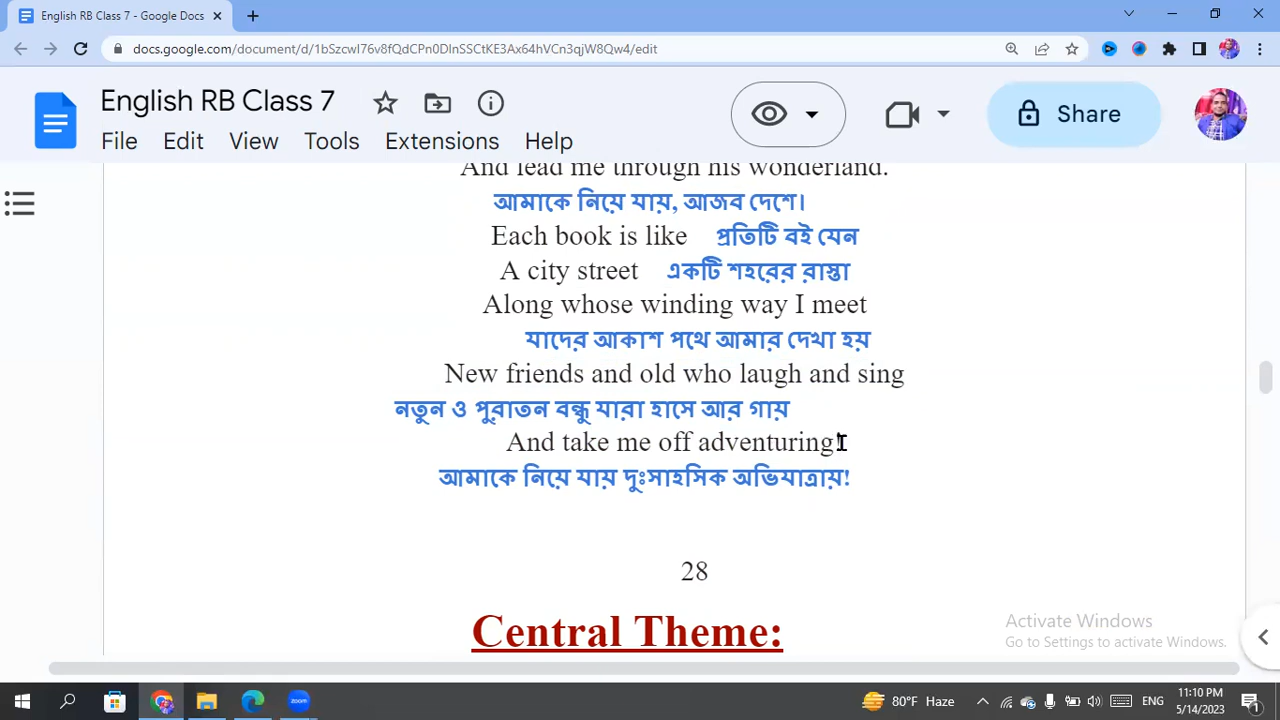 English RB Class 7 - Google Docs
docs.google.com/document/d/1bSzcwI76v8fQdCPn0DInSSCtKE3Ax64hVCn3qjW8Qw4/edit
English RB Class 7
Share
File Edit View Tools Extensions Help
And lead me through his wonderland.
আমাকে নিয়ে যায়, আজব দেশে।
Each book is like প্রতিটি বই যেন
A city street একটি শহরের রাস্তা
Along whose winding way I meet
যাদের আকাশ পথে আমার দেখা হয়
New friends and old who laugh and sing
নতুন ও পুরাতন বন্ধু যারা হাসে আর গায়
And take me off adventuring!
আমাকে নিয়ে যায় দুঃসাহসিক অভিযাত্রায়!
28
Central Theme:
Activate Windows
Go to Settings to activate Windows.
zoom
80°F Haze
ENG
11:10 PM
5/14/2023
1